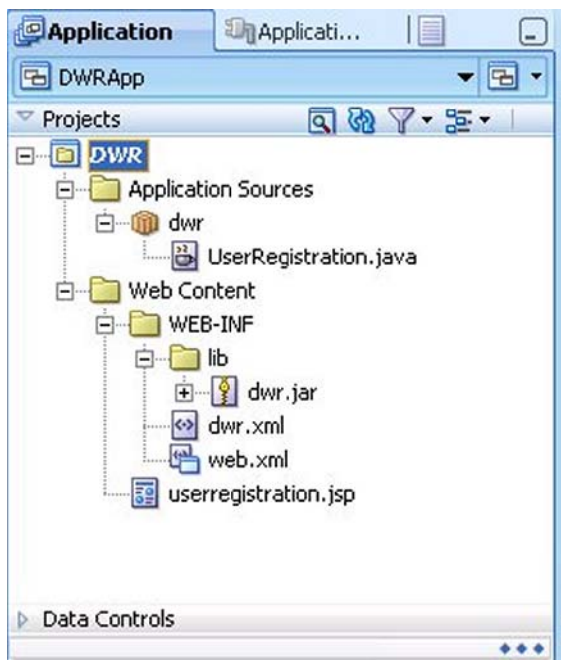 Application Applicati...
DWRApp
Projects
DWR
Application Sources
dwr
UserRegistration.java
Web Content
WEB-INF
lib
dwr.jar
dwr.xml
web.xml
userregistration.jsp
Data Controls